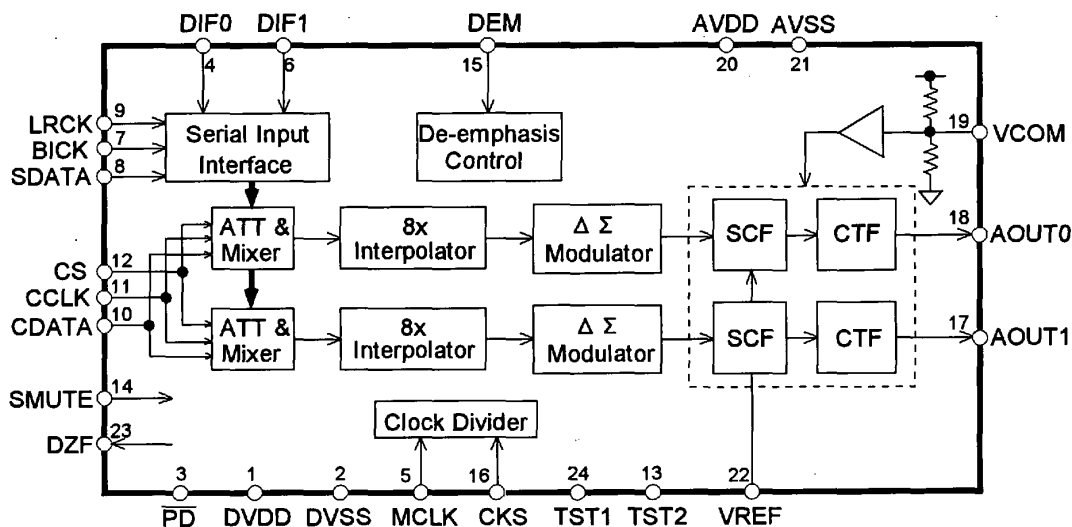 DIF0 DIF1 DEM AVDD AVSS
4 6 15 20 21
9 LRCK
7 BICK
8 SDATA
Serial Input
Interface
De-emphasis
Control
19 VCOM
ATT &
Mixer
8x
Interpolator
Δ Σ
Modulator
SCF
CTF
18 AOUT0
12 CS
11 CCLK
10 CDATA
ATT &
Mixer
8x
Interpolator
Δ Σ
Modulator
SCF
CTF
17 AOUT1
14 SMUTE
23 DZF
Clock Divider
3 1 2 5 16 24 13 22
PD DVDD DVSS MCLK CKS TST1 TST2 VREF